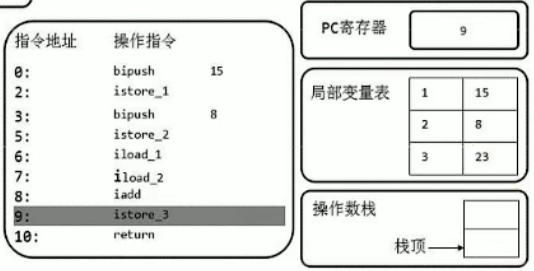 指令地址 操作指令
0: bipush 15
2: istore_1
3: bipush 8
5: istore_2
6: iload_1
7: iload_2
8: iadd
9: istore_3
10: return
PC寄存器 9
局部变量表
1 15
2 8
3 23
操作数栈
栈顶